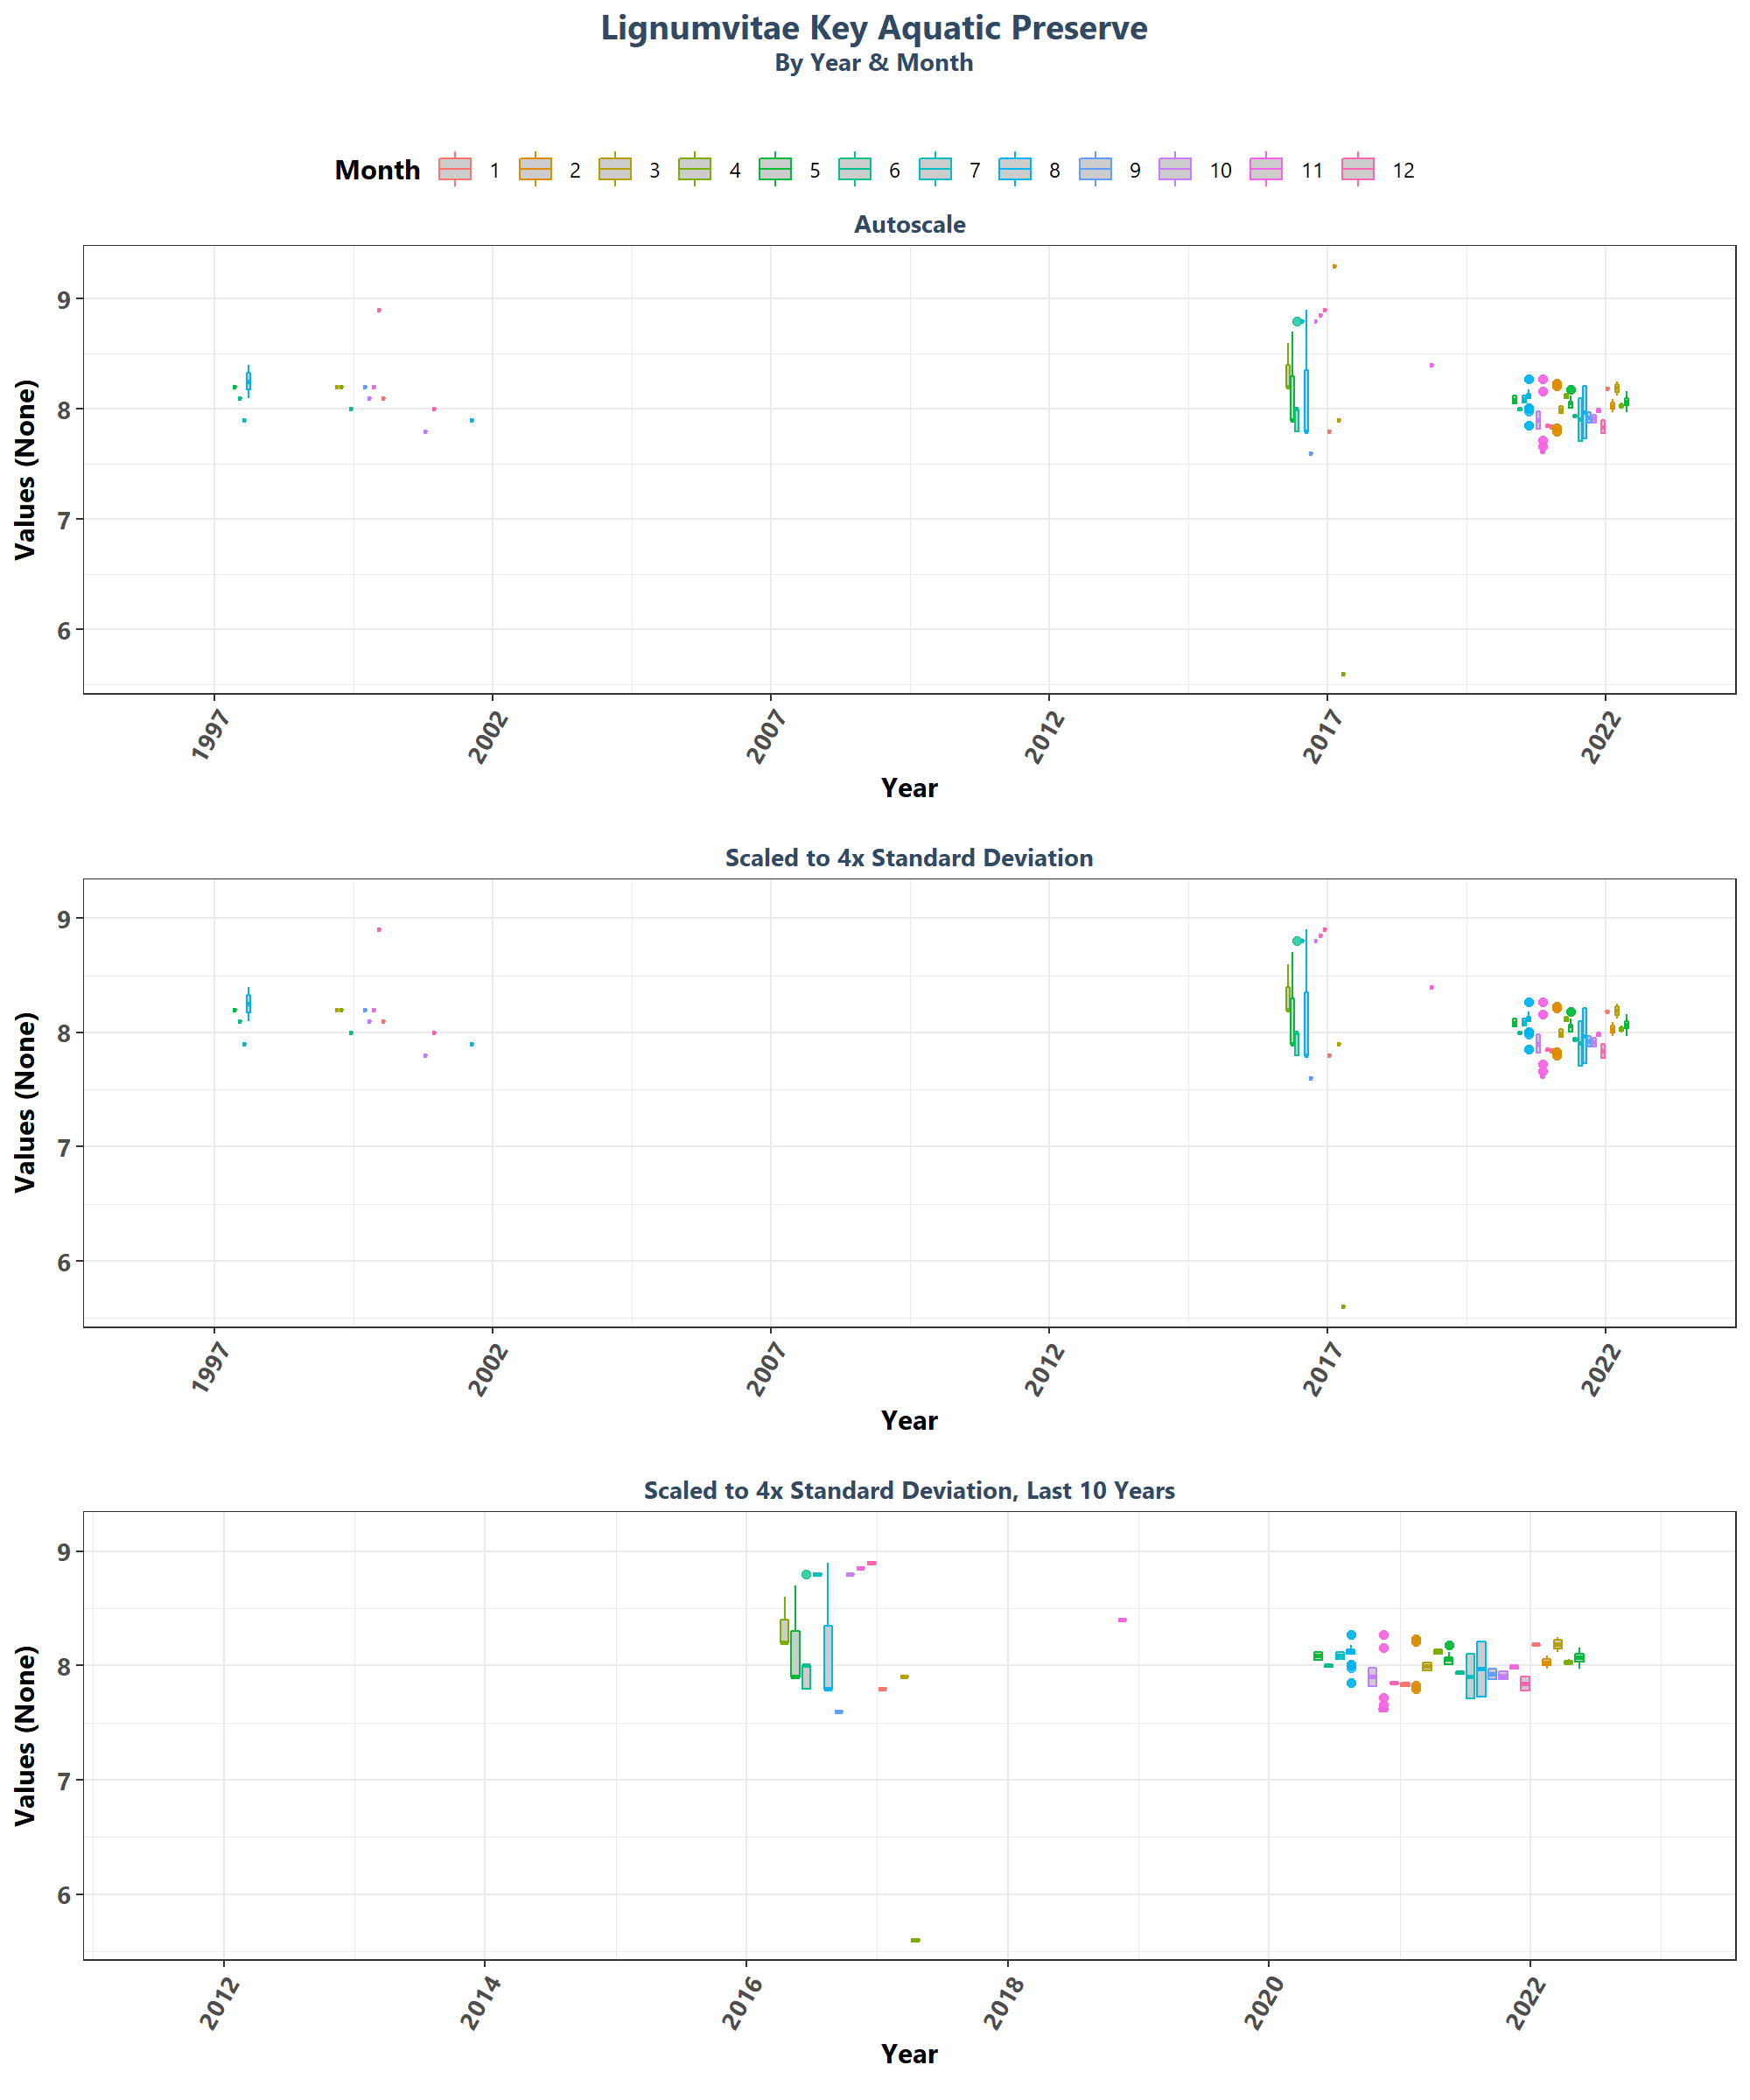 Lignumvitae Key Aquatic Preserve
By Year & Month
Month 1 2 3 4 5 6 7 8 9 10 11 12
Autoscale
Values (None)
9
8
7
6
1997 2002 2007 2012 2017 2022
Year
Scaled to 4x Standard Deviation
Values (None)
9
8
7
6
1997 2002 2007 2012 2017 2022
Year
Scaled to 4x Standard Deviation, Last 10 Years
Values (None)
9
8
7
6
2012 2014 2016 2018 2020 2022
Year